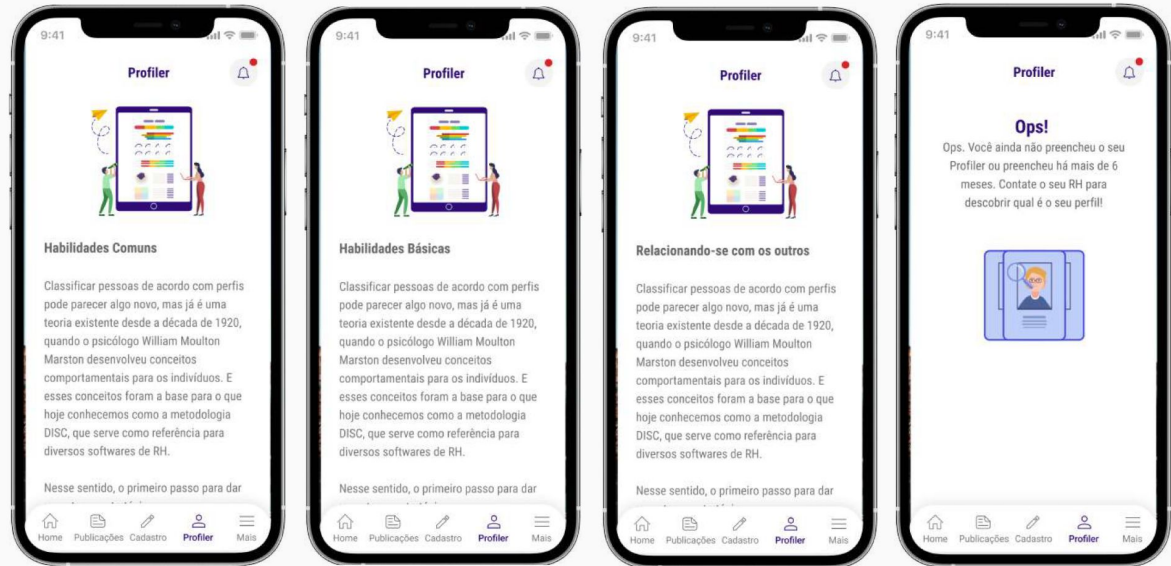 9:41
Profiler
Habilidades Comuns
Classificar pessoas de acordo com perfis
pode parecer algo novo, mas já é uma
teoria existente desde a década de 1920,
quando o psicólogo William Moulton
Marston desenvolveu conceitos
comportamentais para os indivíduos. E
esses conceitos foram a base para o que
hoje conhecemos como a metodologia
DISC, que serve como referência para
diversos softwares de RH.
Nesse sentido, o primeiro passo para dar
Home Publicações Cadastro Profiler Mais
9:41
Profiler
Habilidades Básicas
Classificar pessoas de acordo com perfis
pode parecer algo novo, mas já é uma
teoria existente desde a década de 1920,
quando o psicólogo William Moulton
Marston desenvolveu conceitos
comportamentais para os indivíduos. E
esses conceitos foram a base para o que
hoje conhecemos como a metodologia
DISC, que serve como referência para
diversos softwares de RH.
Nesse sentido, o primeiro passo para dar
Home Publicações Cadastro Profiler Mais
9:41
Profiler
Relacionando-se com os outros
Classificar pessoas de acordo com perfis
pode parecer algo novo, mas já é uma
teoria existente desde a década de 1920,
quando o psicólogo William Moulton
Marston desenvolveu conceitos
comportamentais para os indivíduos. E
esses conceitos foram a base para o que
hoje conhecemos como a metodologia
DISC, que serve como referência para
diversos softwares de RH.
Nesse sentido, o primeiro passo para dar
Home Publicações Cadastro Profiler Mais
9:41
Profiler
Ops!
Ops. Você ainda não preencheu o seu
Profiler ou preencheu há mais de 6
meses. Contate o seu RH para
descobrir qual é o seu perfil!
Home Publicações Cadastro Profiler Mais